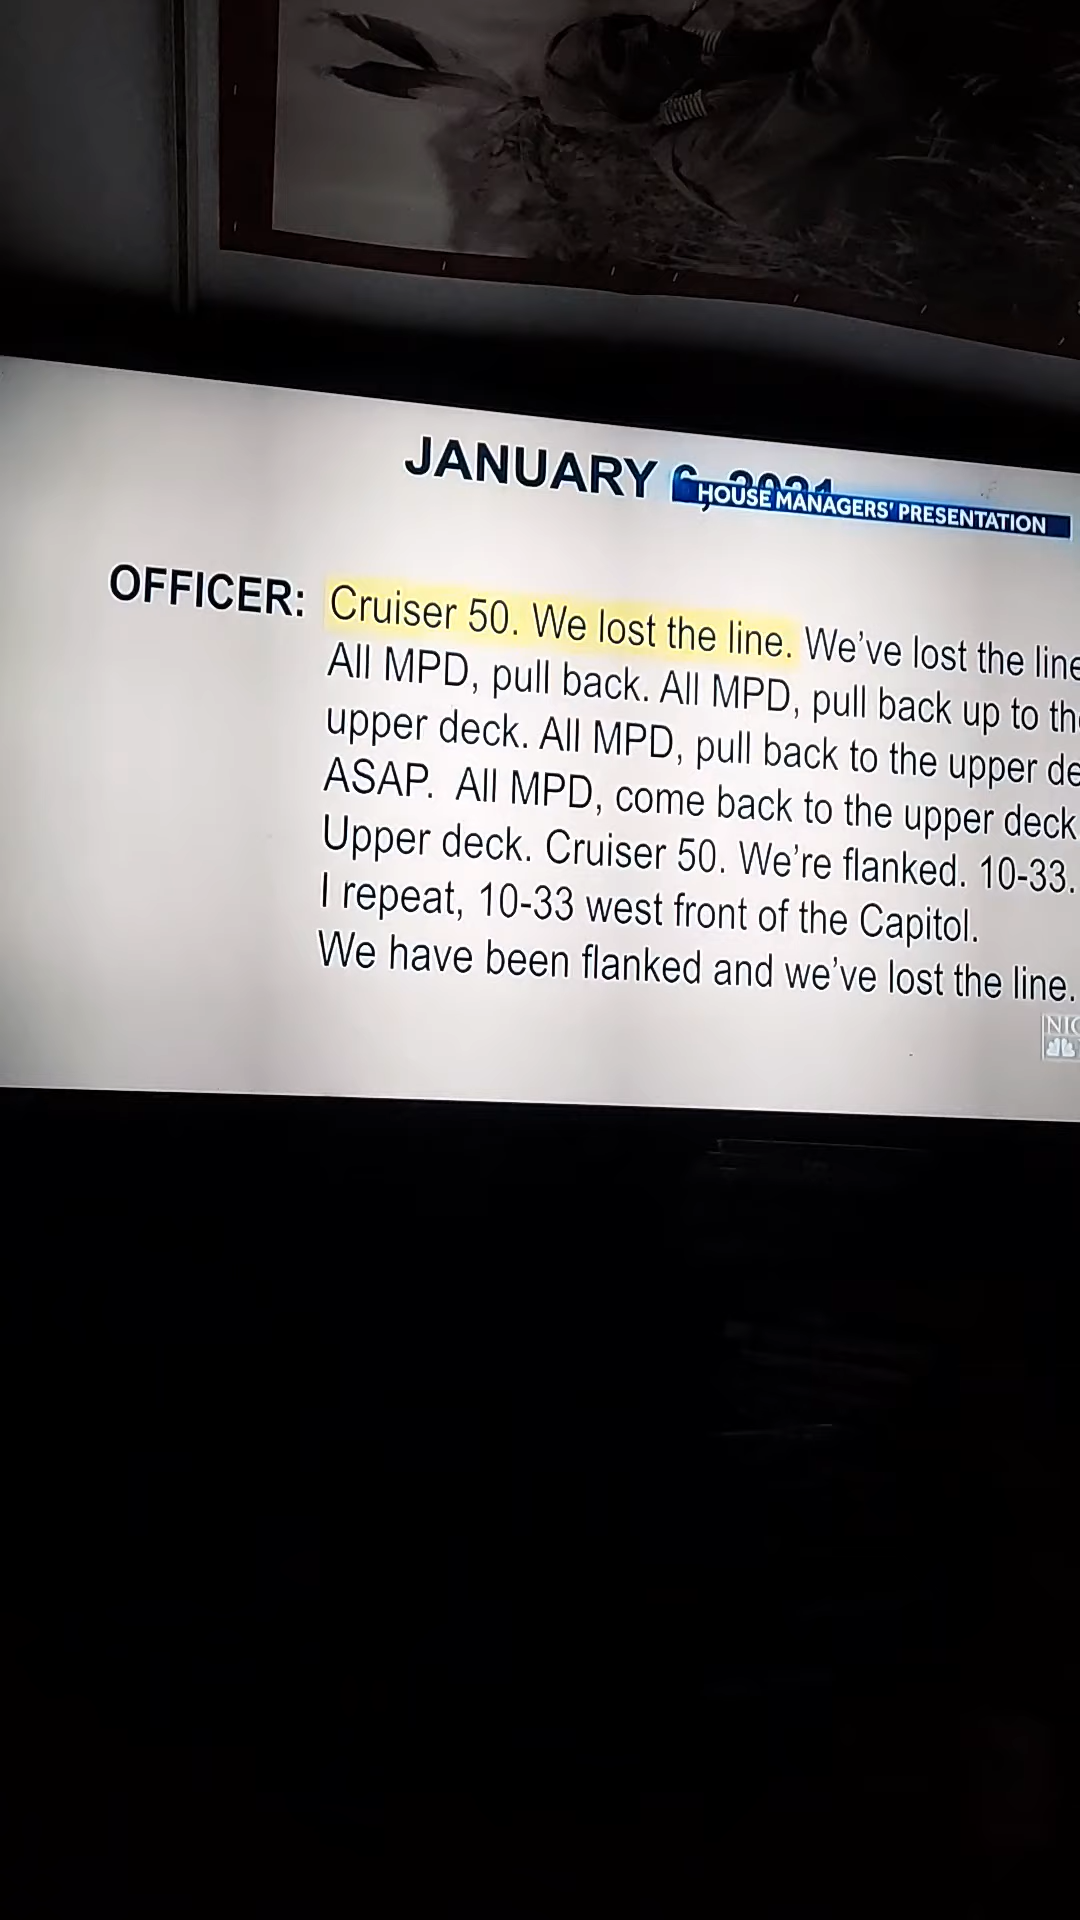 JANUARY 6, 2021
HOUSE MANAGERS' PRESENTATION
OFFICER: Cruiser 50. We lost the line. We've lost the line
All MPD, pull back. All MPD, pull back up to
upper deck. All MPD, pull back to the upper
ASAP. All MPD, come back to the upper deck
Upper deck. Cruiser 50. We're flanked. 10-33.
I repeat, 10-33 west front of the Capitol.
We have been flanked and we've lost the line.